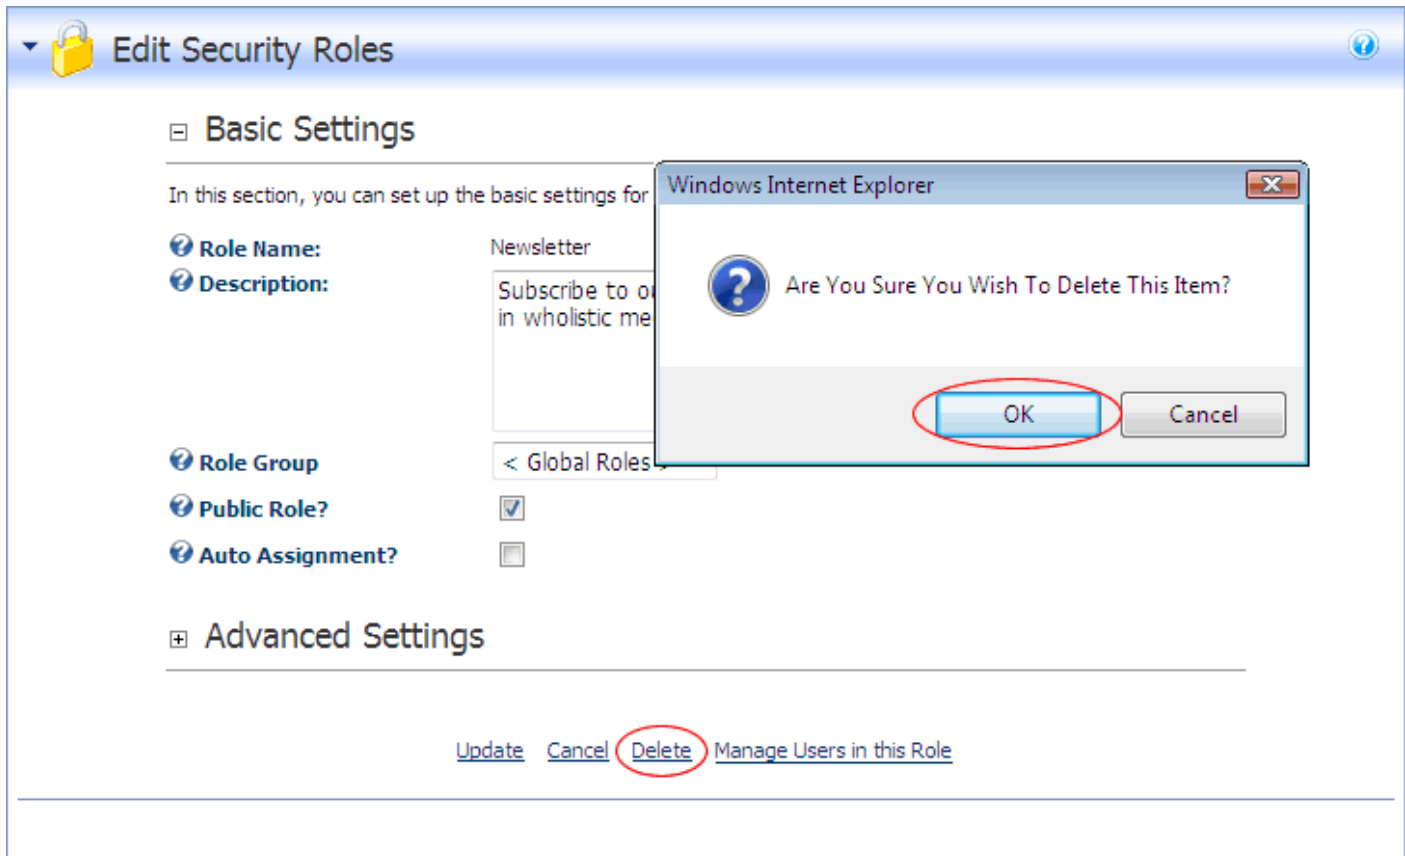 Edit Security Roles
Basic Settings
In this section, you can set up the basic settings for
Windows Internet Explorer
Are You Sure You Wish To Delete This Item?
OK Cancel
Role Name: Newsletter
Description: Subscribe to
in wholistic
Role Group < Global Roles
Public Role?
Auto Assignment?
Advanced Settings
Update Cancel Delete Manage Users in this Role